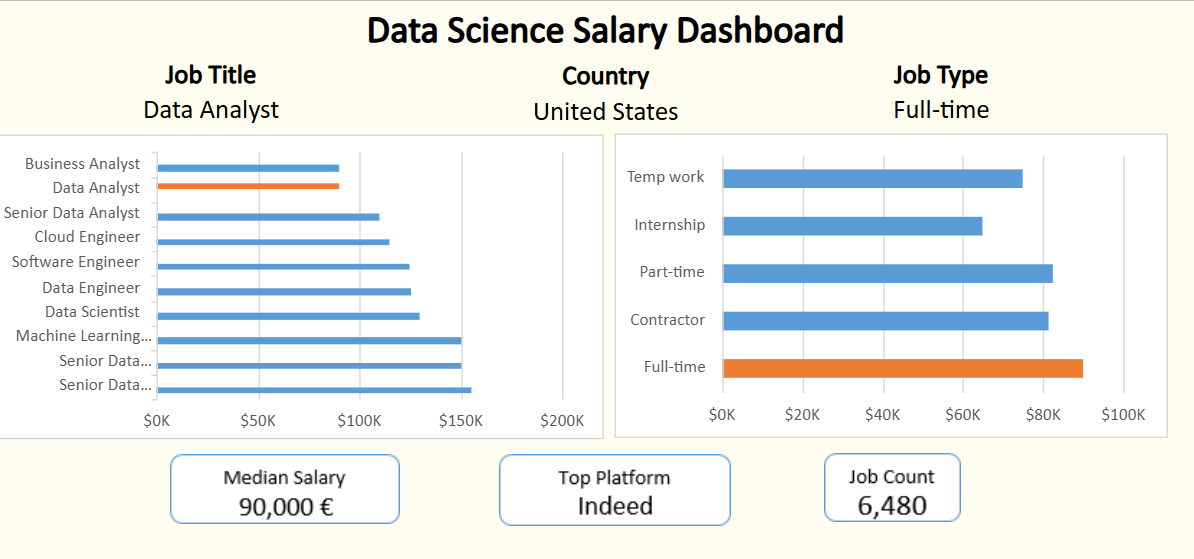 Data Science Salary Dashboard
Job Title
Data Analyst
Country
United States
Job Type
Full-time
Business Analyst
Data Analyst
Senior Data Analyst
Cloud Engineer
Software Engineer
Data Engineer
Data Scientist
Machine Learning...
Senior Data...
Senior Data...
$0K $50K $100K $150K $200K
Temp work
Internship
Part-time
Contractor
Full-time
$0K $20K $40K $60K $80K $100K
Median Salary
90,000 €
Top Platform
Indeed
Job Count
6,480